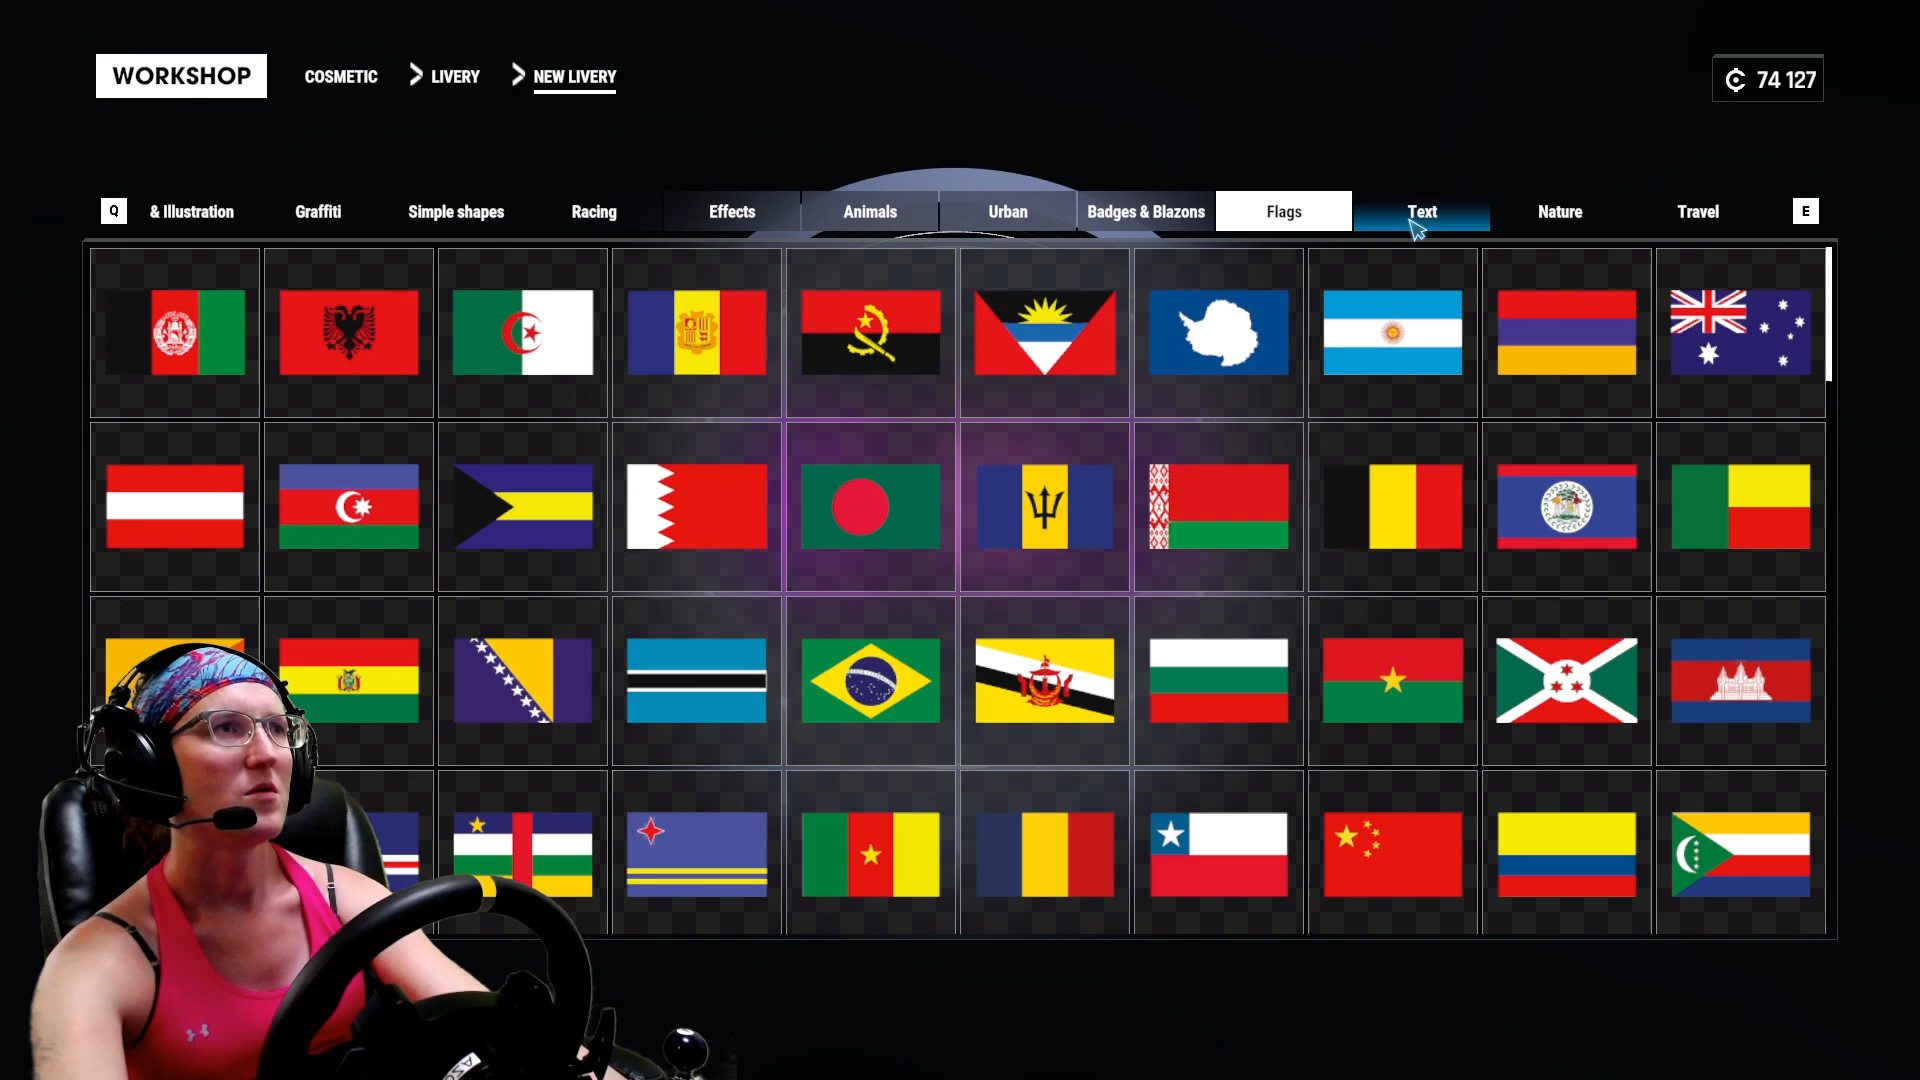 WORKSHOP
COSMETIC
LIVERY
NEW LIVERY
74 127
Q
& Illustration
Graffiti
Simple shapes
Racing
Effects
Animals
Urban
Badges & Blazons
Flags
Text
Nature
Travel
E